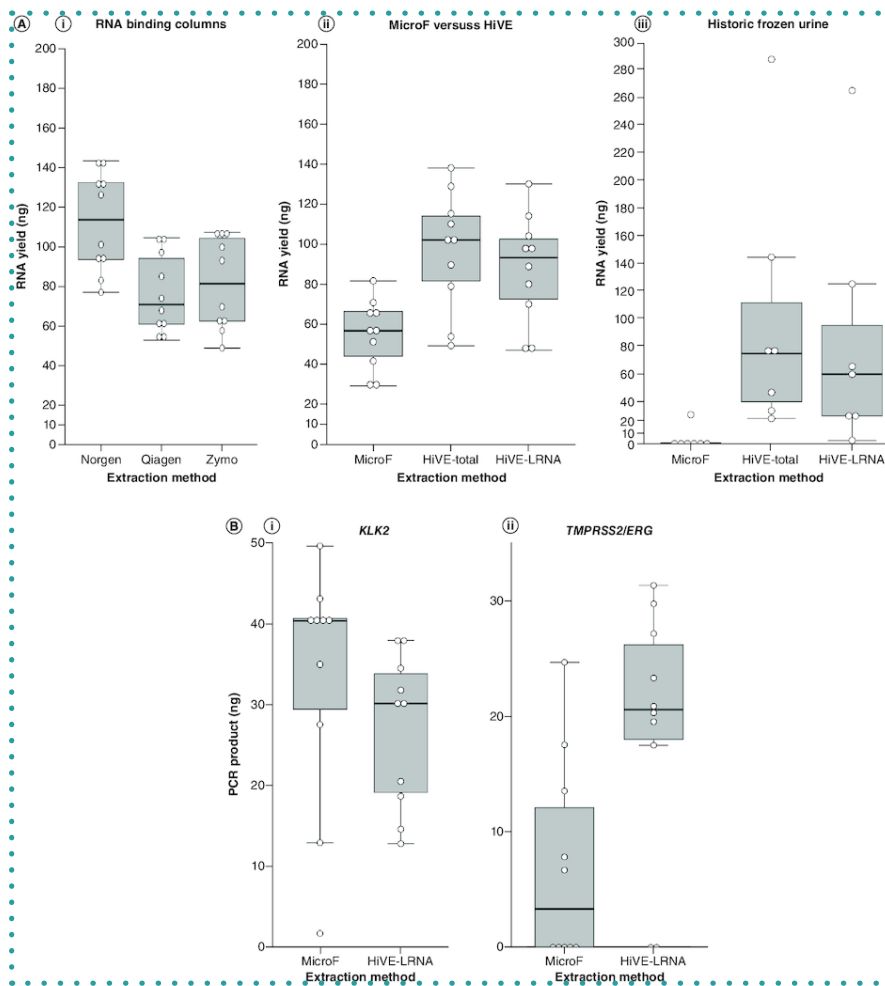 A i RNA binding columns
200
180
160
140
120
100
80
60
40
20
10
0
RNA yield (ng)
Norgen Qiagen Zymo
Extraction method
ii MicroF versuss HiVE
200
180
160
140
120
100
80
60
40
20
10
0
RNA yield (ng)
MicroF HiVE-total HiVE-LRNA
Extraction method
iii Historic frozen urine
300
280
260
240
220
200
180
160
140
120
100
80
60
40
20
10
0
RNA yield (ng)
MicroF HiVE-total HiVE-LRNA
Extraction method
B i KLK2
50
40
30
20
10
0
PCR product (ng)
MicroF HiVE-LRNA
Extraction method
ii TMPRSS2/ERG
30
20
10
0
MicroF HiVE-LRNA
Extraction method